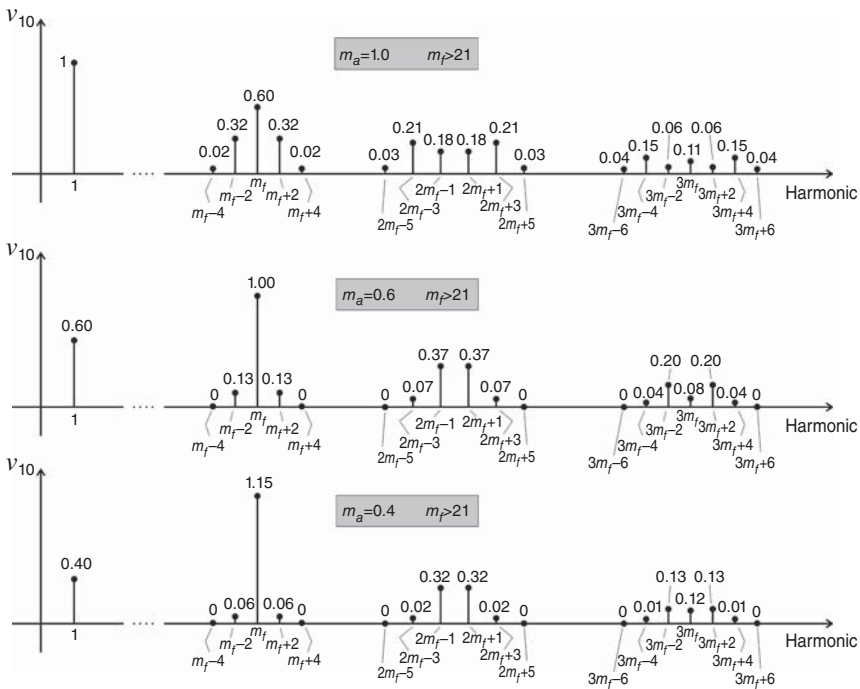 v10
ma=1.0 mf>21
1
0.02
0.32
0.60
0.32
0.02
0.03
0.21
0.18
0.18
0.21
0.03
0.04
0.15
0.06
0.11
0.06
0.15
0.04
1
mf–4
mf–2
mf
mf+2
mf+4
2mf–5
2mf–3
2mf–1
2mf+1
2mf+3
2mf+5
3mf–6
3mf–4
3mf–2
3mf
3mf+2
3mf+4
3mf+6
Harmonic
v10
ma=0.6 mf>21
0.60
0
0.13
1.00
0.13
0
0
0.07
0.37
0.37
0.07
0
0
0.04
0.20
0.08
0.20
0.04
0
1
mf–4
mf–2
mf
mf+2
mf+4
2mf–5
2mf–3
2mf–1
2mf+1
2mf+3
2mf+5
3mf–6
3mf–4
3mf–2
3mf
3mf+2
3mf+4
3mf+6
Harmonic
v10
ma=0.4 mf>21
0.40
0
0.06
1.15
0.06
0
0
0.02
0.32
0.32
0.02
0
0
0.01
0.13
0.12
0.13
0.01
0
1
mf–4
mf–2
mf
mf+2
mf+4
2mf–5
2mf–3
2mf–1
2mf+1
2mf+3
2mf+5
3mf–6
3mf–4
3mf–2
3mf
3mf+2
3mf+4
3mf+6
Harmonic